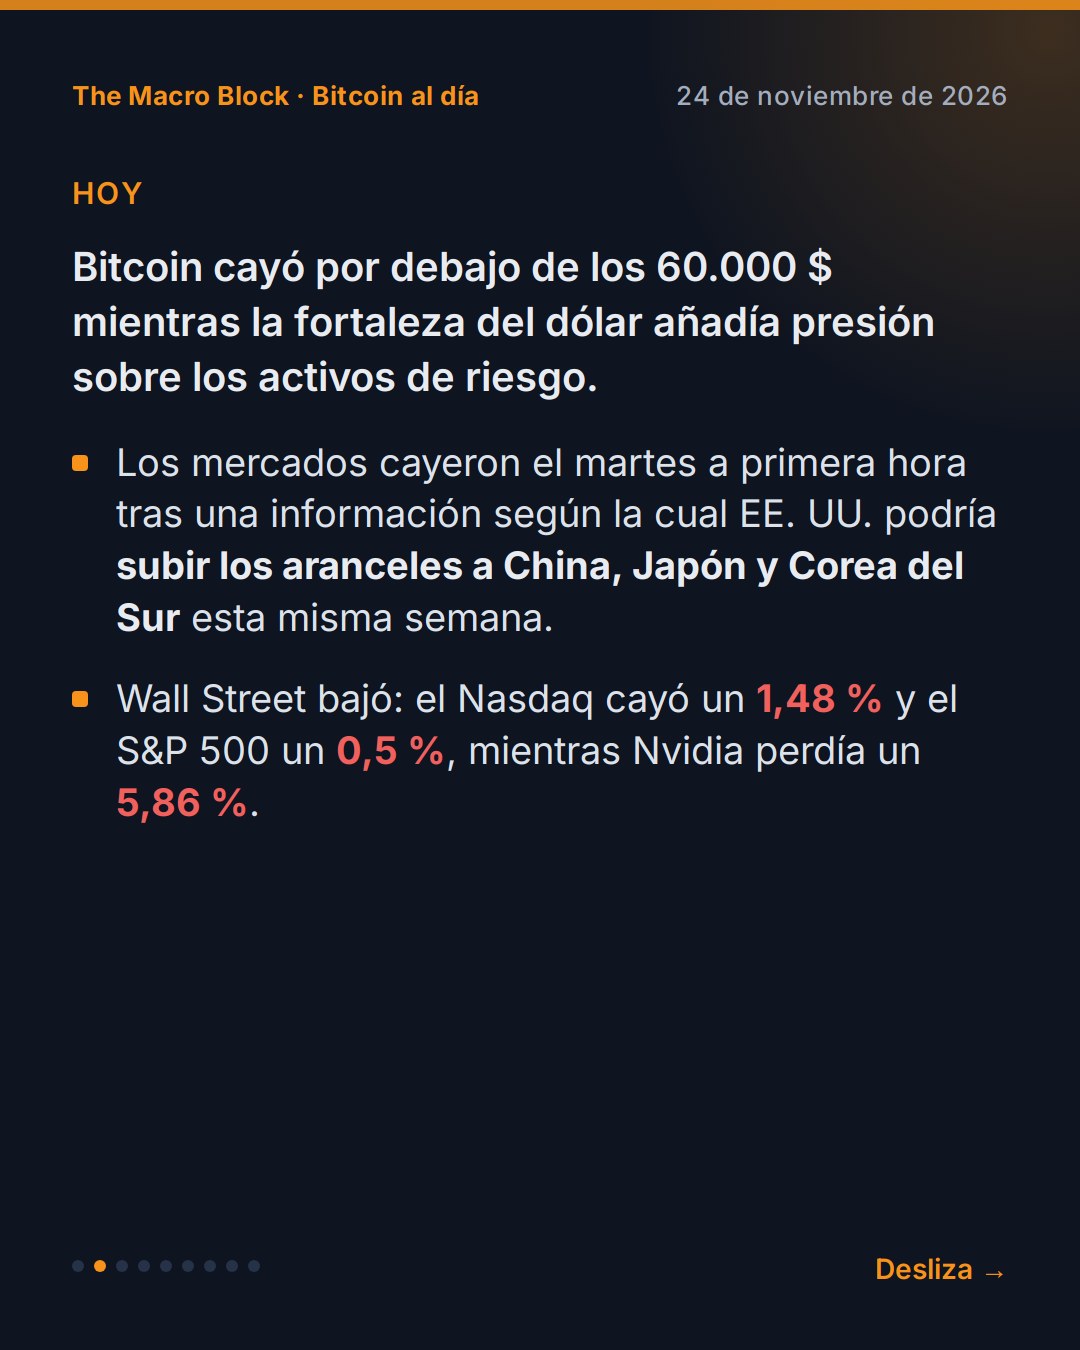 The Macro Block · Bitcoin al día
24 de noviembre de 2026
HOY
Bitcoin cayó por debajo de los 60.000 $
mientras la fortaleza del dólar añadía presión
sobre los activos de riesgo.
Los mercados cayeron el martes a primera hora
tras una información según la cual EE. UU. podría
subir los aranceles a China, Japón y Corea del
Sur esta misma semana.
Wall Street bajó: el Nasdaq cayó un 1,48 % y el
S&P 500 un 0,5 %, mientras Nvidia perdía un
5,86 %.
Desliza →